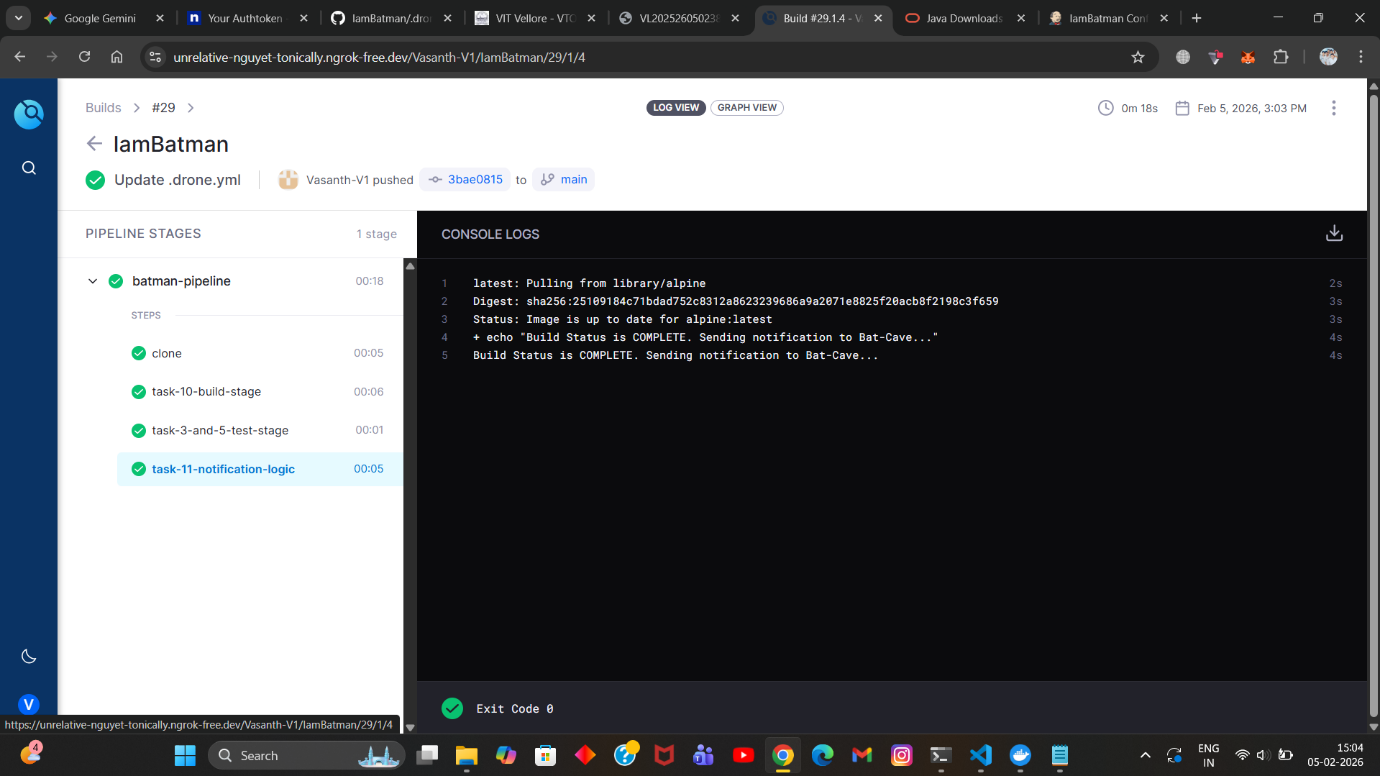 Google Gemini
Your Authtoken
IamBatman/.dro
VIT Vellore - VTO
VL20252605023
Build #29.1.4 - V
Java Downloads
IamBatman Con
unrelative-nguyet-tonically.ngrok-free.dev/Vasanth-V1/IamBatman/29/1/4
Builds > #29 >
LOG VIEW
GRAPH VIEW
0m 18s
Feb 5, 2026, 3:03 PM
IamBatman
Update .drone.yml
Vasanth-V1 pushed 3bae0815 to main
PIPELINE STAGES
1 stage
batman-pipeline 00:18
STEPS
clone 00:05
task-10-build-stage 00:06
task-3-and-5-test-stage 00:01
task-11-notification-logic 00:05
CONSOLE LOGS
1 latest: Pulling from library/alpine 2s
2 Digest: sha256:25109184c71bdad752c8312a8623239686a9a2071e8825f20acb8f2198c3f659 3s
3 Status: Image is up to date for alpine:latest 3s
4 + echo "Build Status is COMPLETE. Sending notification to Bat-Cave..." 4s
5 Build Status is COMPLETE. Sending notification to Bat-Cave... 4s
Exit Code 0
V
https://unrelative-nguyet-tonically.ngrok-free.dev/Vasanth-V1/IamBatman/29/1/4
4
Search
ENG
IN
15:04
05-02-2026